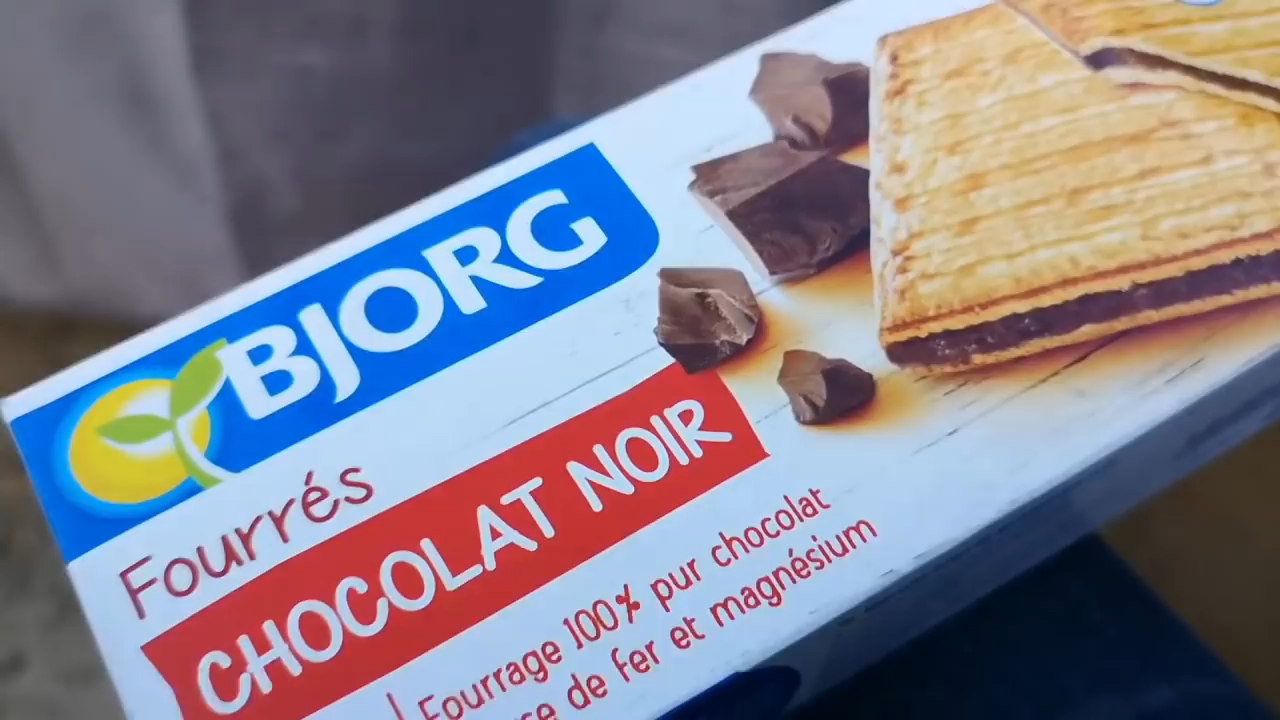 BJORG
Fourrés
CHOCOLAT NOIR
Fourrage 100% pur chocolat
de fer et magnésium